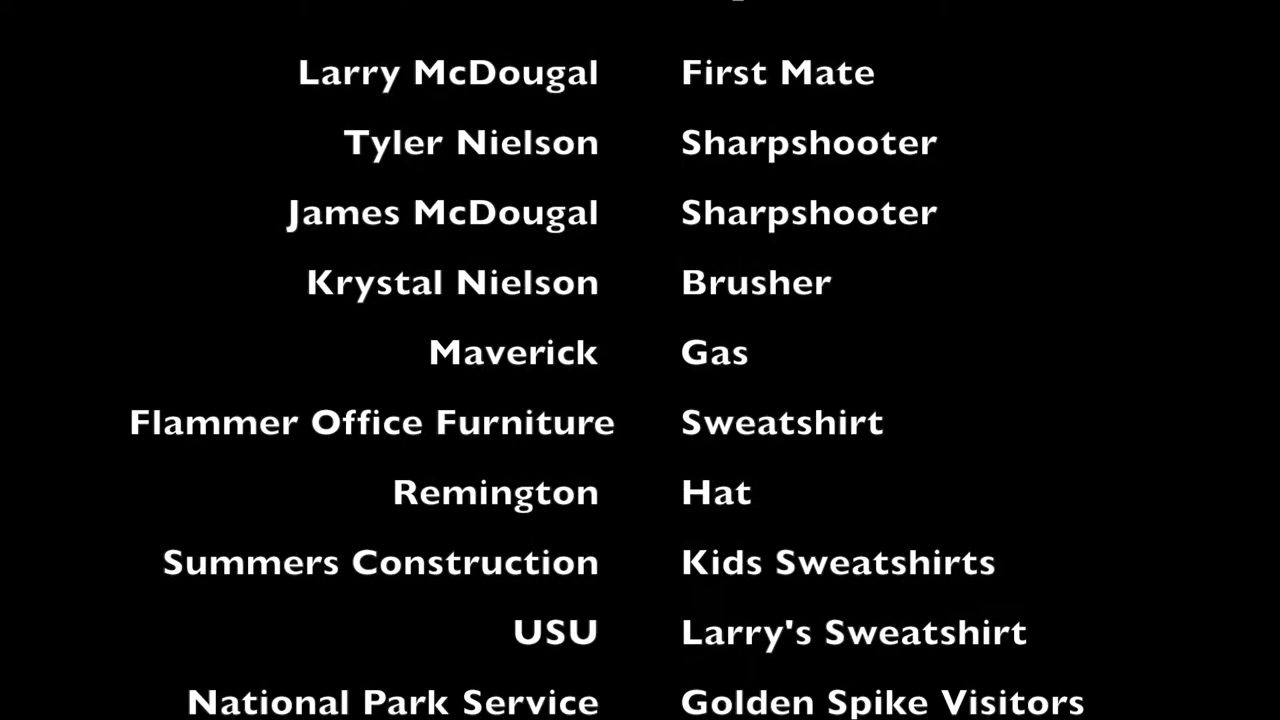 Larry McDougal First Mate
Tyler Nielson Sharpshooter
James McDougal Sharpshooter
Krystal Nielson Brusher
Maverick Gas
Flammer Office Furniture Sweatshirt
Remington Hat
Summers Construction Kids Sweatshirts
USU Larry's Sweatshirt
National Park Service Golden Spike Visitors